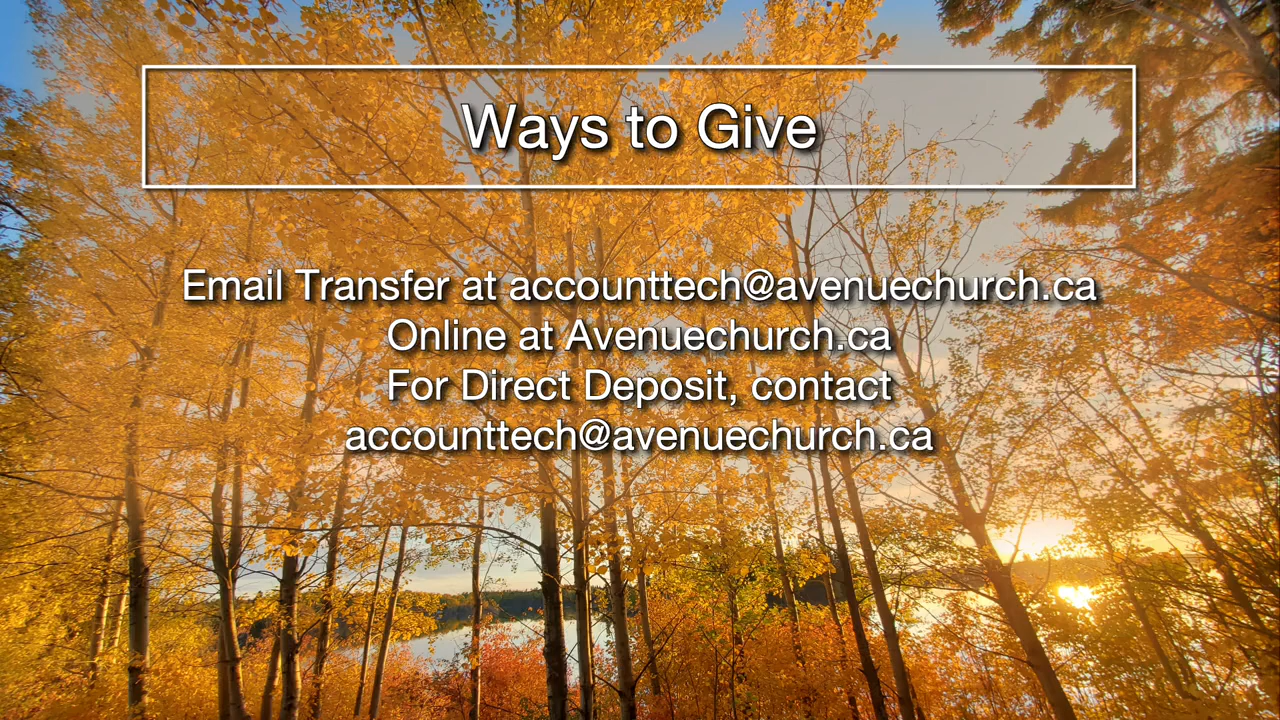 Ways to Give
Email Transfer at accounttech@avenuechurch.ca
Online at Avenuechurch.ca
For Direct Deposit, contact
accounttech@avenuechurch.ca